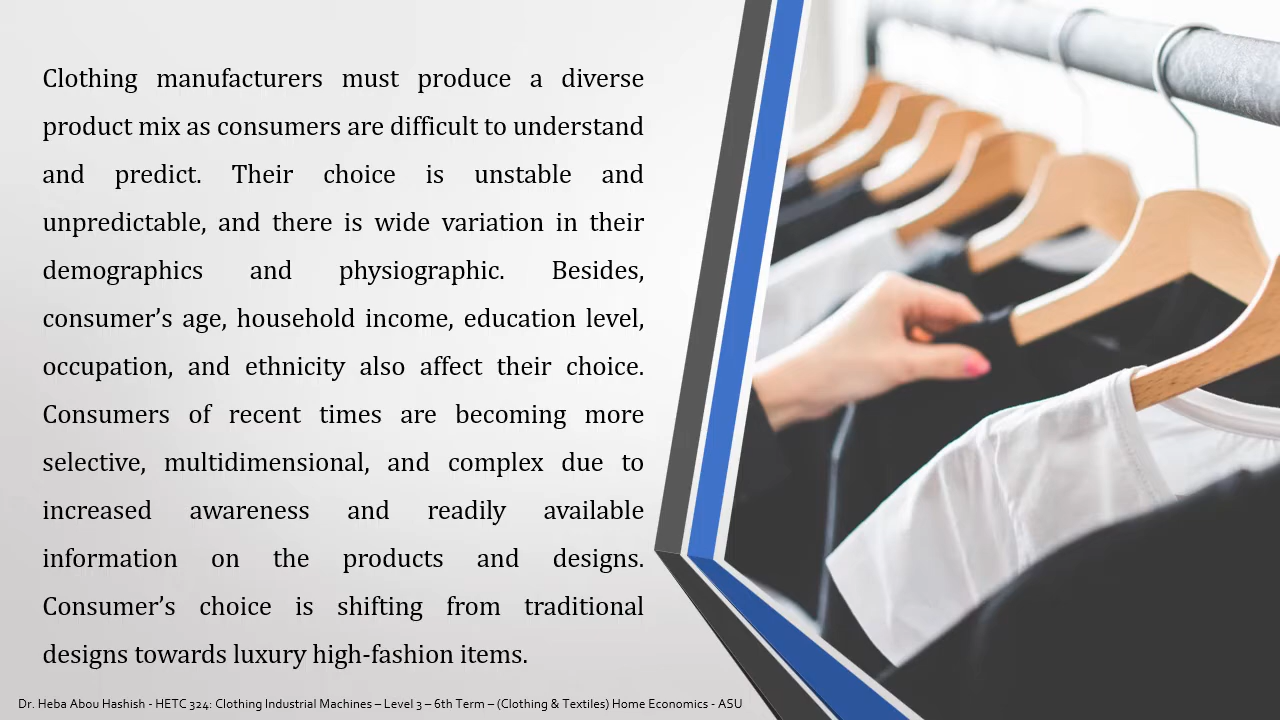 Clothing manufacturers must produce a diverse
product mix as consumers are difficult to understand
and predict. Their choice is unstable and
unpredictable, and there is wide variation in their
demographics and physiographic. Besides,
consumer’s age, household income, education level,
occupation, and ethnicity also affect their choice.
Consumers of recent times are becoming more
selective, multidimensional, and complex due to
increased awareness and readily available
information on the products and designs.
Consumer’s choice is shifting from traditional
designs towards luxury high-fashion items.
Dr. Heba Abou Hashish - HETC 324: Clothing Industrial Machines – Level 3 – 6th Term – (Clothing & Textiles) Home Economics - ASU